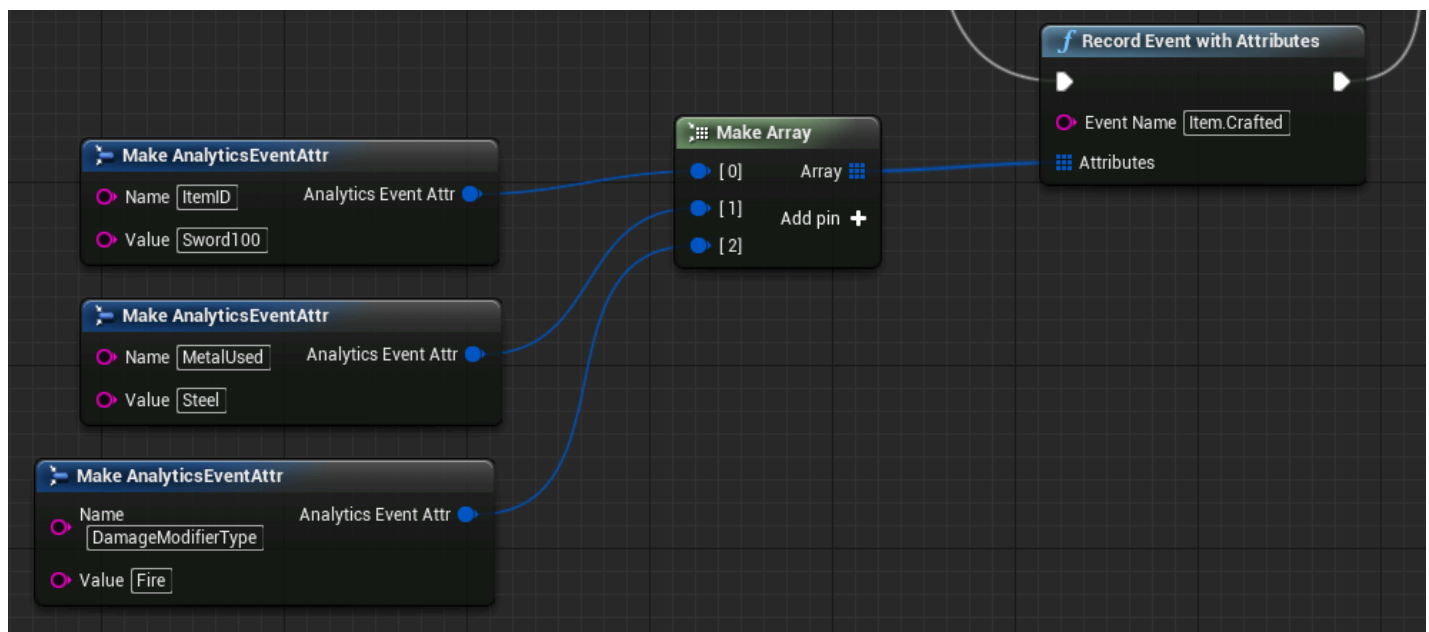 Record Event with Attributes
Event Name Item.Crafted
Attributes
Make Array
[0] Array
[1]
Add pin
[2]
Make AnalyticsEventAttr
Name ItemID Analytics Event Attr
Value Sword100
Make AnalyticsEventAttr
Name MetalUsed Analytics Event Attr
Value Steel
Make AnalyticsEventAttr
Name Analytics Event Attr
DamageModifierType
Value Fire